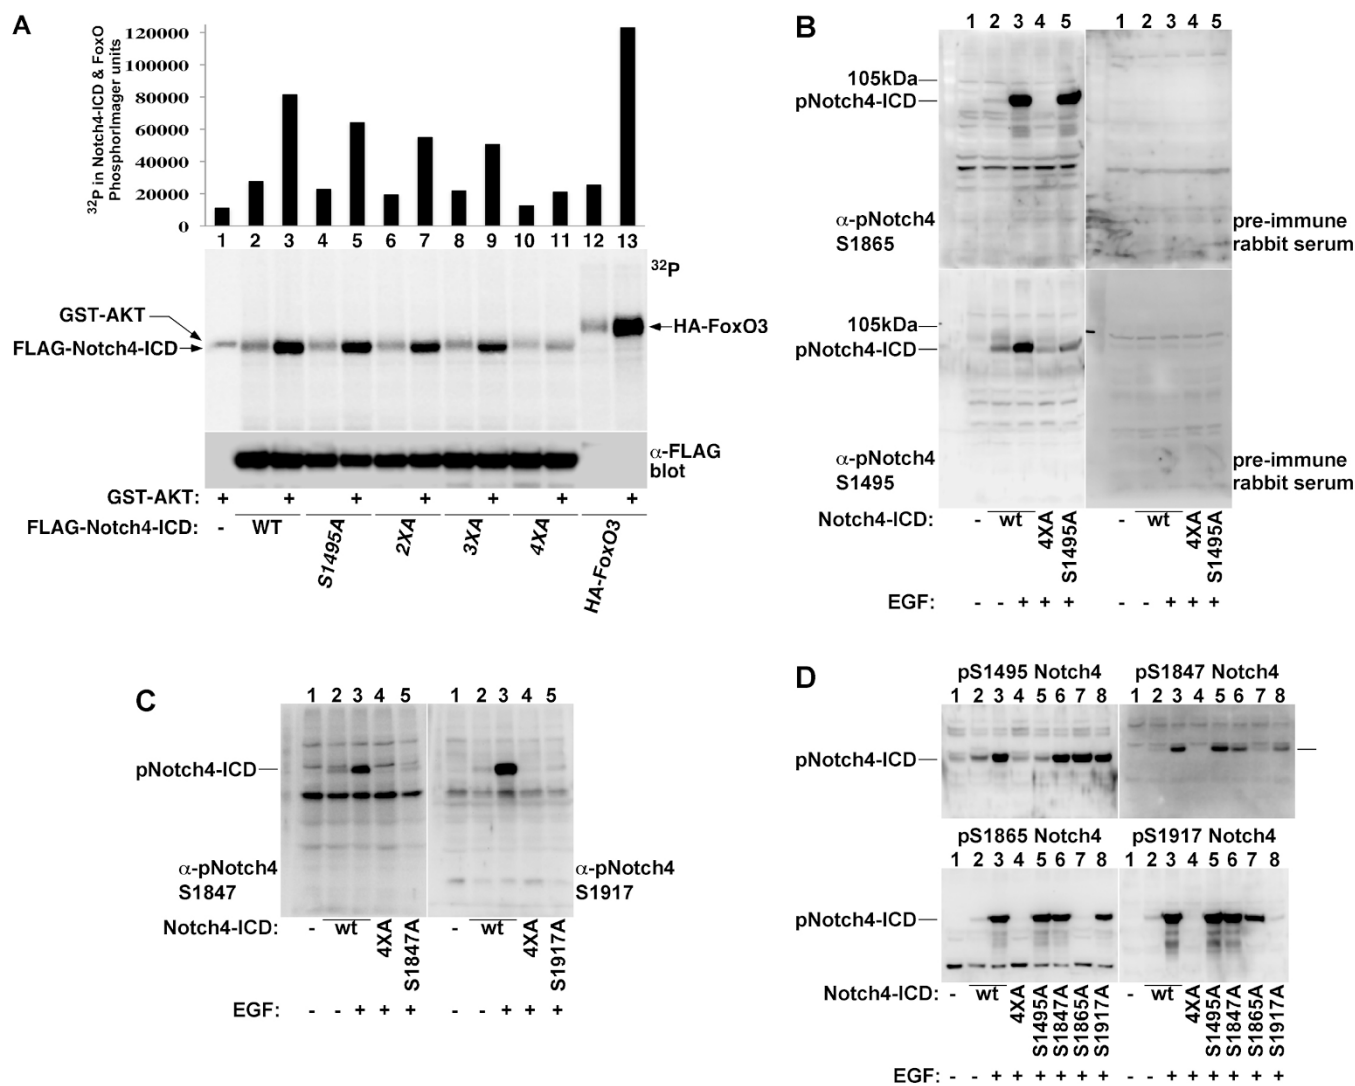 A
³²P in Notch4-ICD & FoxO
PhosphorImager units
120000
100000
80000
60000
40000
20000
0
1 2 3 4 5 6 7 8 9 10 11 12 13
³²P
GST-AKT
FLAG-Notch4-ICD
HA-FoxO3
α-FLAG
blot
GST-AKT: + + + + + + +
FLAG-Notch4-ICD: - WT S1495A 2XA 3XA 4XA HA-FoxO3
B
1 2 3 4 5 1 2 3 4 5
105kDa
pNotch4-ICD
α-pNotch4
S1865
pre-immune
rabbit serum
105kDa
pNotch4-ICD
α-pNotch4
S1495
pre-immune
rabbit serum
Notch4-ICD: - wt 4XA S1495A - wt 4XA S1495A
EGF: - - + + + - - + + +
C
1 2 3 4 5 1 2 3 4 5
pNotch4-ICD
α-pNotch4
S1847
α-pNotch4
S1917
Notch4-ICD: - wt 4XA S1847A - wt 4XA S1917A
EGF: - - + + + - - + + +
D
pS1495 Notch4 pS1847 Notch4
1 2 3 4 5 6 7 8 1 2 3 4 5 6 7 8
pNotch4-ICD
pS1865 Notch4 pS1917 Notch4
1 2 3 4 5 6 7 8 1 2 3 4 5 6 7 8
pNotch4-ICD
Notch4-ICD: - wt 4XA S1495A S1847A S1865A S1917A - wt 4XA S1495A S1847A S1865A S1917A
EGF: - - + + + + + + - - + + + + + +